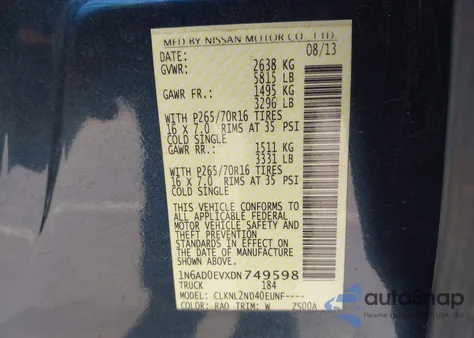 MFD BY NISSAN MOTOR CO., LTD.
DATE: 08/13
GVWR: 2638 KG
5815 LB
GAWR FR.: 1495 KG
3296 LB
WITH P265/70R16 TIRES
16 X 7.0 RIMS AT 35 PSI
COLD SINGLE
GAWR RR.: 1511 KG
3331 LB
WITH P265/70R16 TIRES
16 X 7.0 RIMS AT 35 PSI
COLD SINGLE
THIS VEHICLE CONFORMS TO
ALL APPLICABLE FEDERAL
MOTOR VEHICLE SAFETY
STANDARDS IN EFFECT ON
THE DATE OF MANUFACTURE
SHOWN ABOVE.
1N6AD0EVXDN 749598
TRUCK 184
MODEL: CLKNL2ND40EUNF----
COLOR: RAQ TRIM: W Z500A
autoSnap